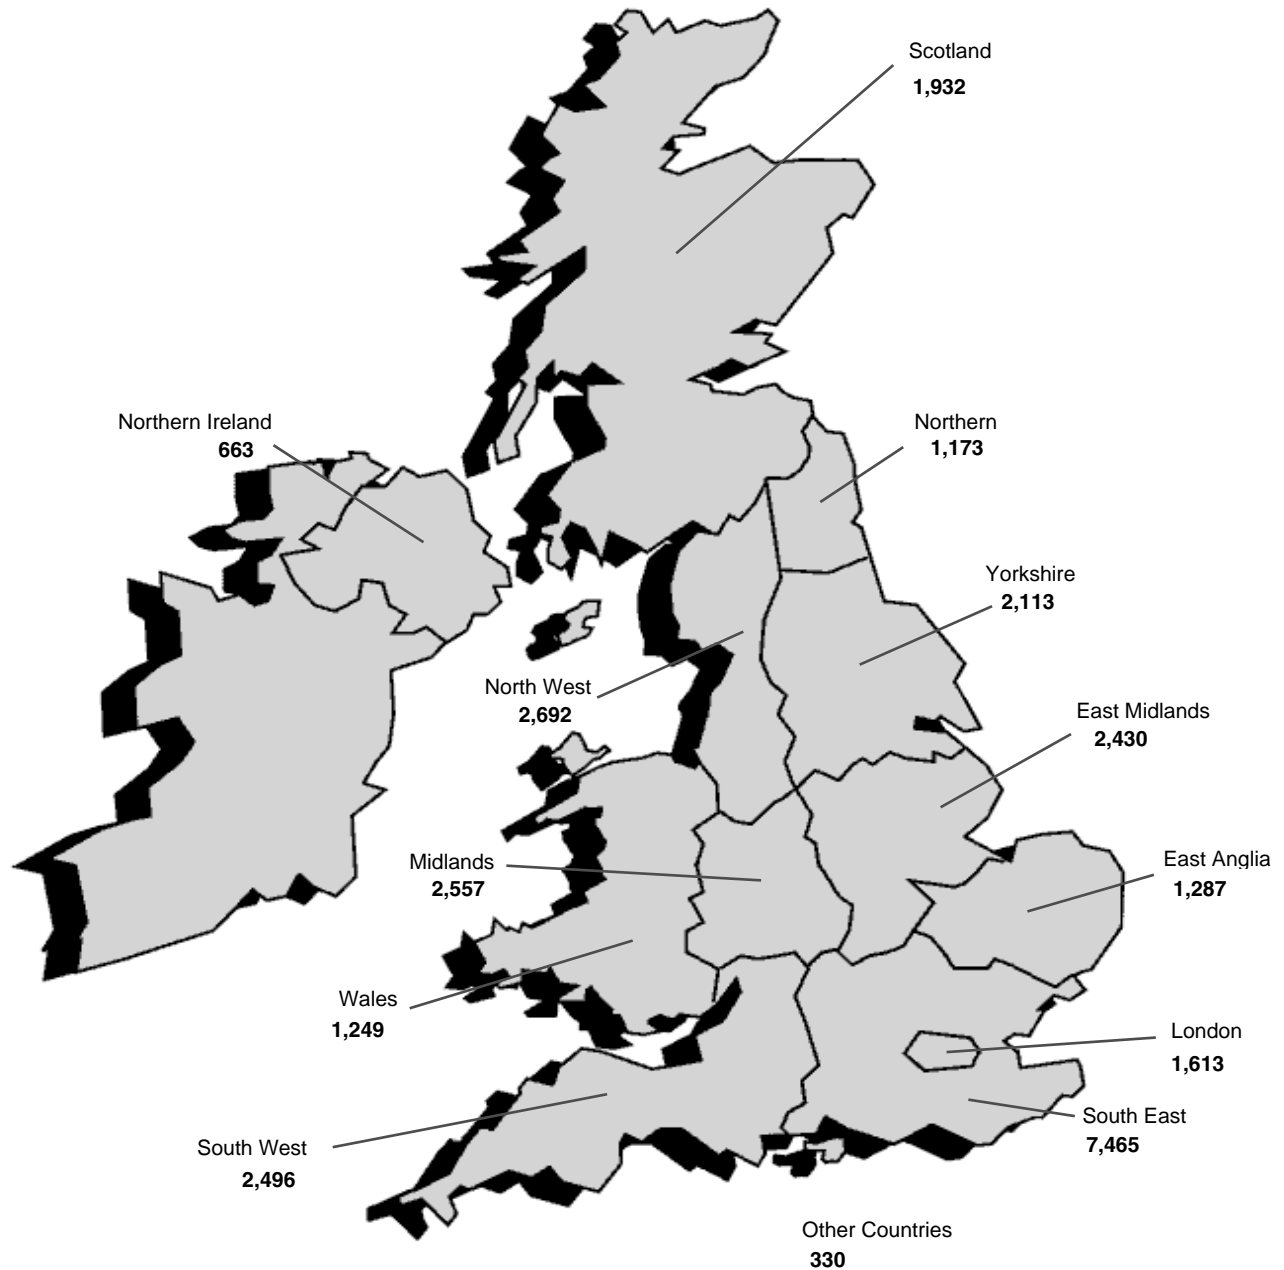 Scotland
1,932
Northern Ireland
663
Northern
1,173
Yorkshire
2,113
North West
2,692
East Midlands
2,430
Midlands
2,557
East Anglia
1,287
Wales
1,249
London
1,613
South East
7,465
South West
2,496
Other Countries
330